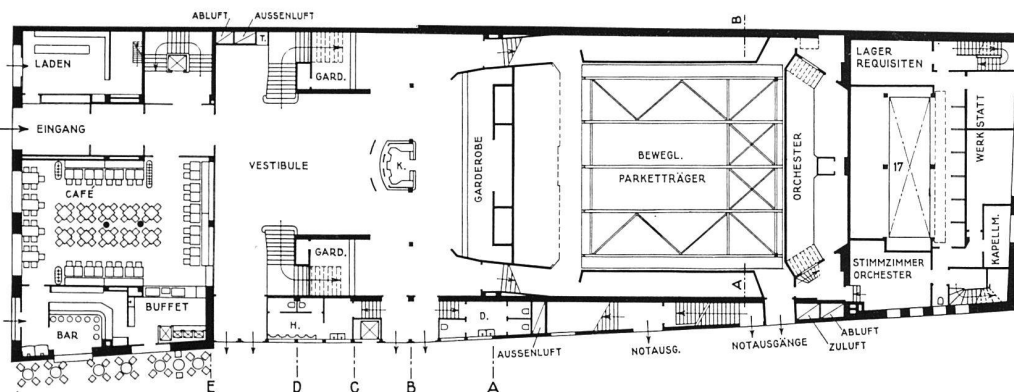 ABLUFT
AUSSENLUFT
T.
B
LADEN
GARD.
LAGER
REQUISITEN
EINGANG
VESTIBULE
K.
GARDEROBE
BEWEGL.
PARKETTRÄGER
ORCHESTER
17
WERKSTATT
CAFÉ
GARD.
STIMMZIMMER
ORCHESTER
KAPELLM.
BUFFET
BAR
H.
D.
A
AUSSENLUFT
NOTAUSG.
NOTAUSGÄNGE
ABLUFT
ZULUFT
E
D
C
B
A